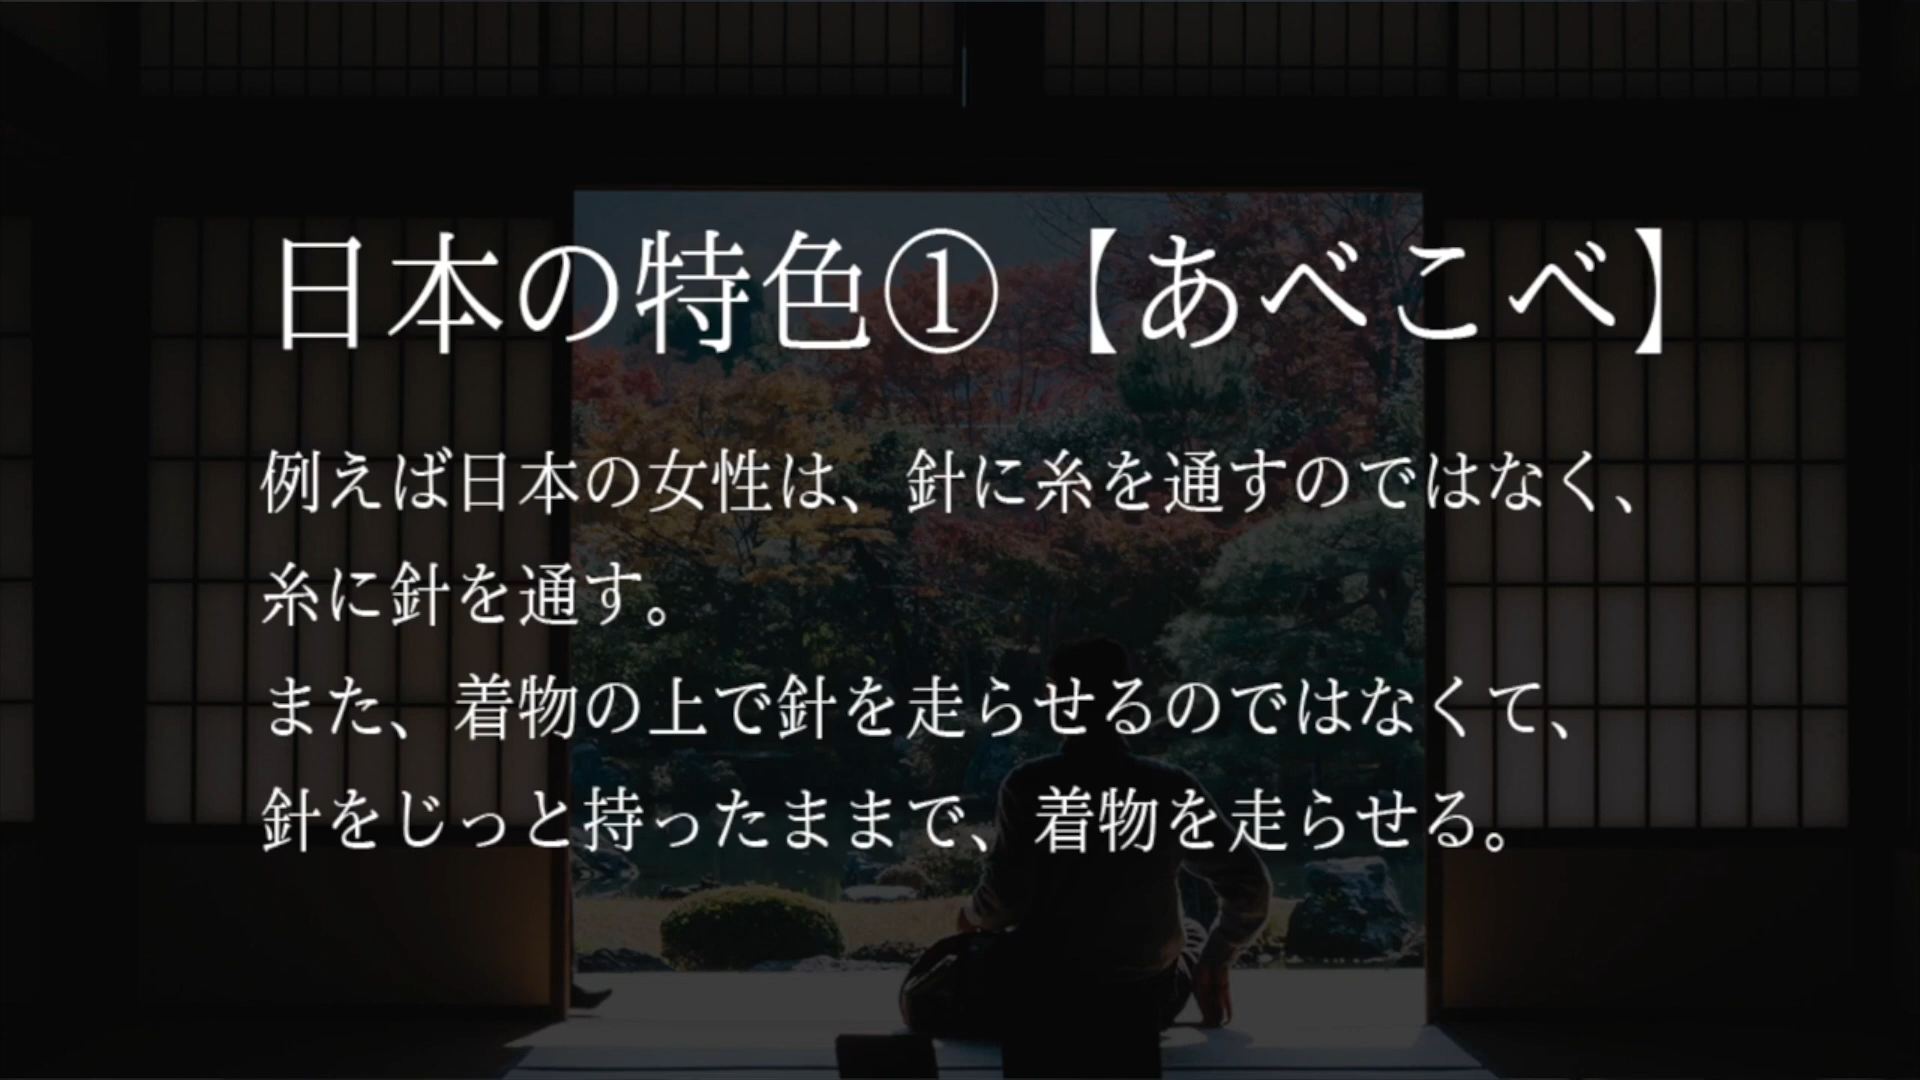 日本の特色①【あべこべ】
例えば日本の女性は、針に糸を通すのではなく、
糸に針を通す。
また、着物の上で針を走らせるのではなくて、
針をじっと持ったままで、着物を走らせる。